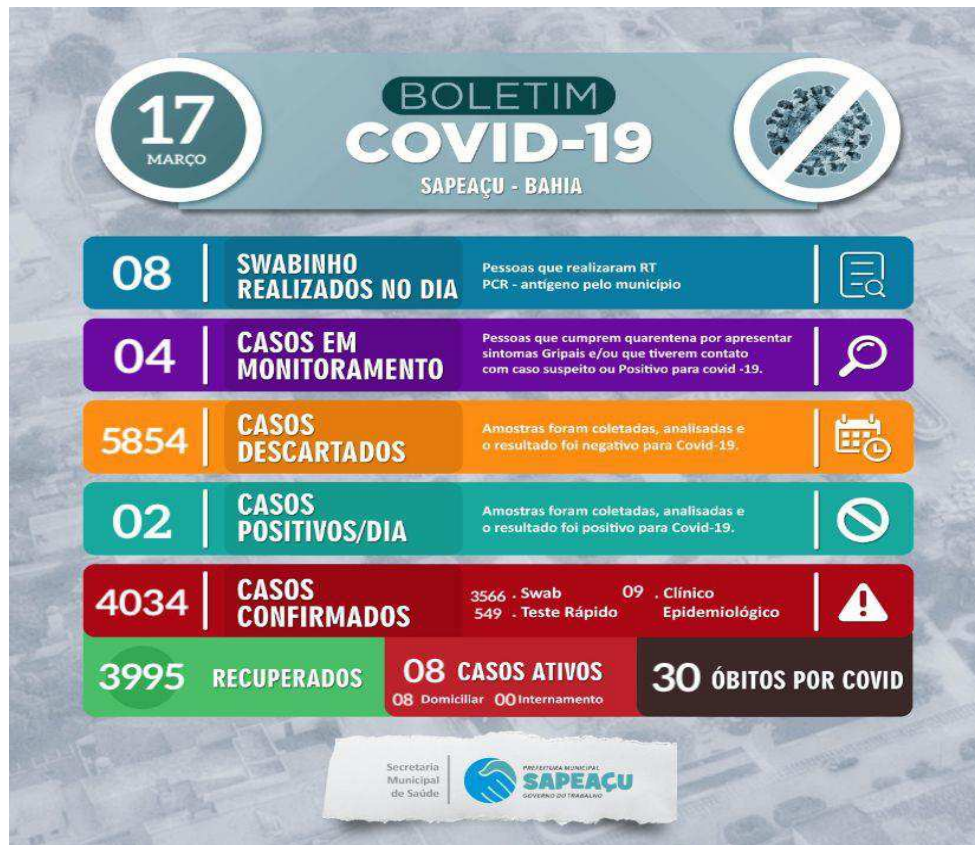 17
MARÇO
BOLETIM
COVID-19
SAPEAÇU - BAHIA
08
SWABINHO
REALIZADOS NO DIA
Pessoas que realizaram RT
PCR - antígeno pelo município
04
CASOS EM
MONITORAMENTO
Pessoas que cumprem quarentena por apresentar
sintomas Gripais e/ou que tiverem contato
com caso suspeito ou Positivo para covid -19.
5854
CASOS
DESCARTADOS
Amostras foram coletadas, analisadas e
o resultado foi negativo para Covid-19.
02
CASOS
POSITIVOS/DIA
Amostras foram coletadas, analisadas e
o resultado foi positivo para Covid-19.
4034
CASOS
CONFIRMADOS
3566 . Swab
549 . Teste Rápido
09 . Clínico
Epidemiológico
3995 RECUPERADOS
08 CASOS ATIVOS
08 Domiciliar 00 Internamento
30 ÓBITOS POR COVID
Secretaria
Municipal
de Saúde
PREFEITURA MUNICIPAL
SAPEAÇU
GOVERNO DO TRABALHO